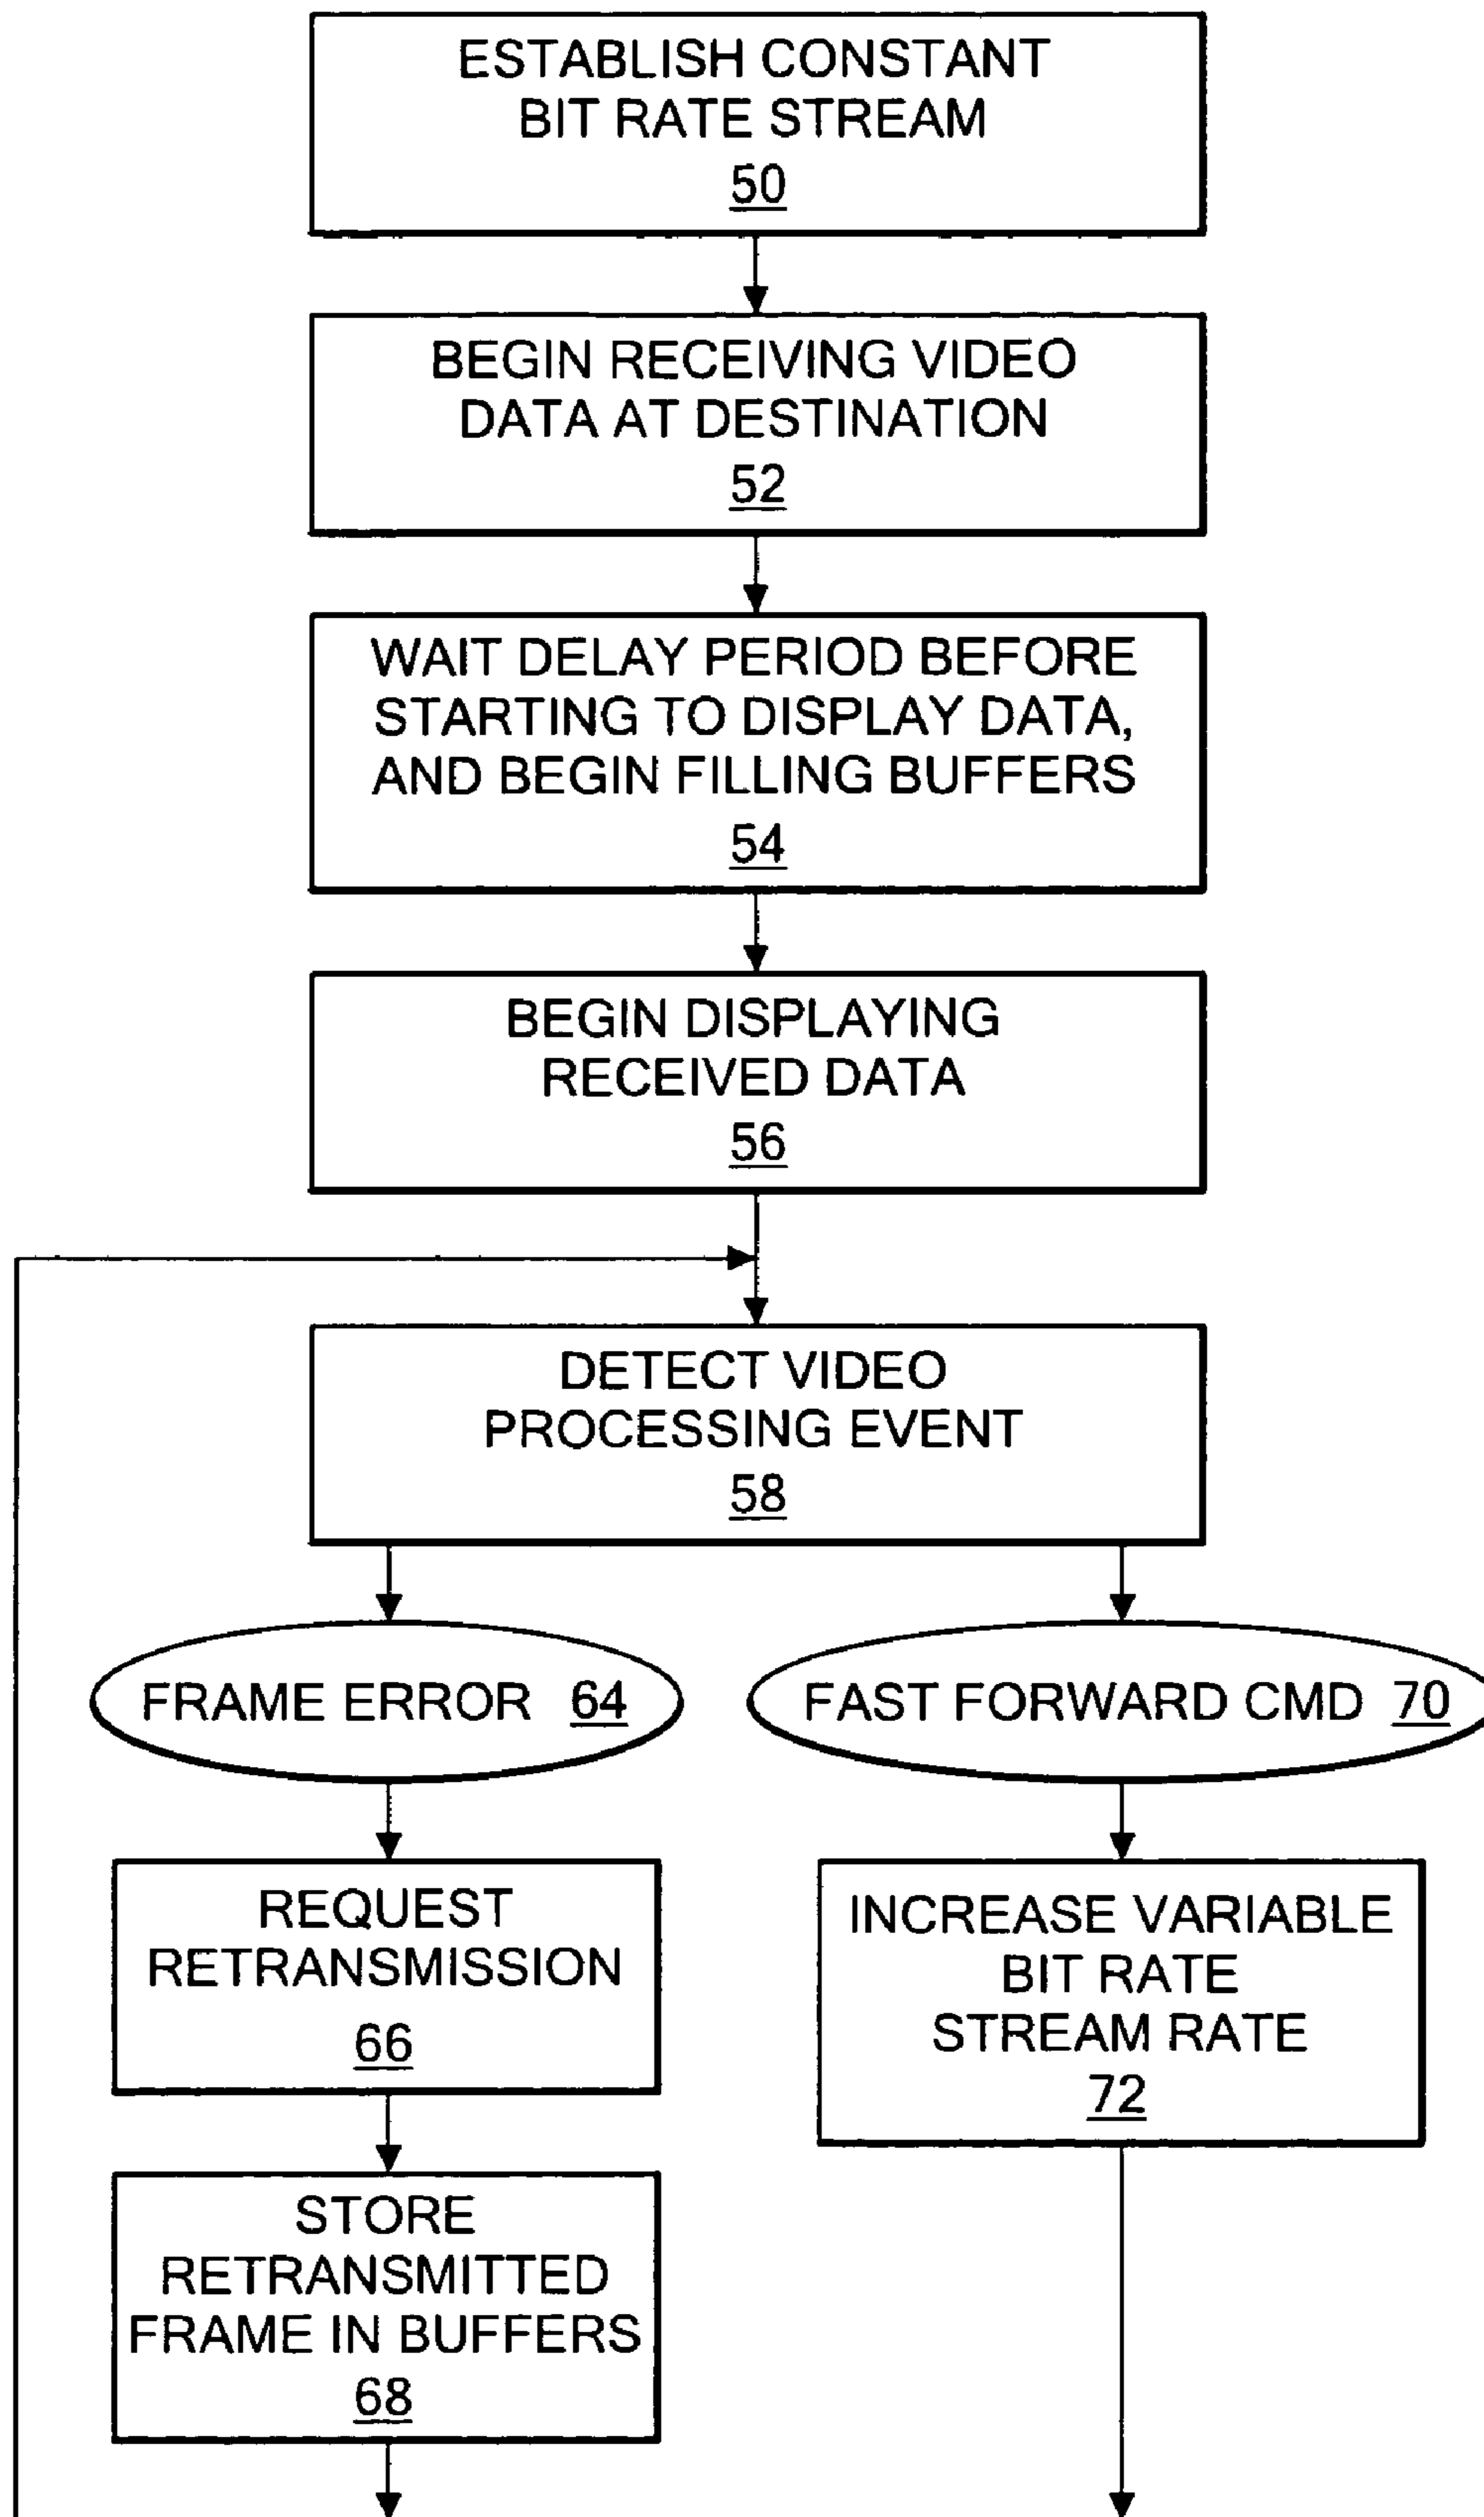 ESTABLISH CONSTANT
BIT RATE STREAM
50
BEGIN RECEIVING VIDEO
DATA AT DESTINATION
52
WAIT DELAY PERIOD BEFORE
STARTING TO DISPLAY DATA,
AND BEGIN FILLING BUFFERS
54
BEGIN DISPLAYING
RECEIVED DATA
56
DETECT VIDEO
PROCESSING EVENT
58
FRAME ERROR 64
FAST FORWARD CMD 70
REQUEST
RETRANSMISSION
66
INCREASE VARIABLE
BIT RATE
STREAM RATE
72
STORE
RETRANSMITTED
FRAME IN BUFFERS
68